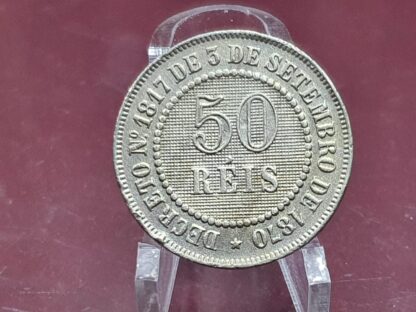 DECRETO Nº 1817 DE 3 DE SETEMBRO DE 1870
50
RÉIS